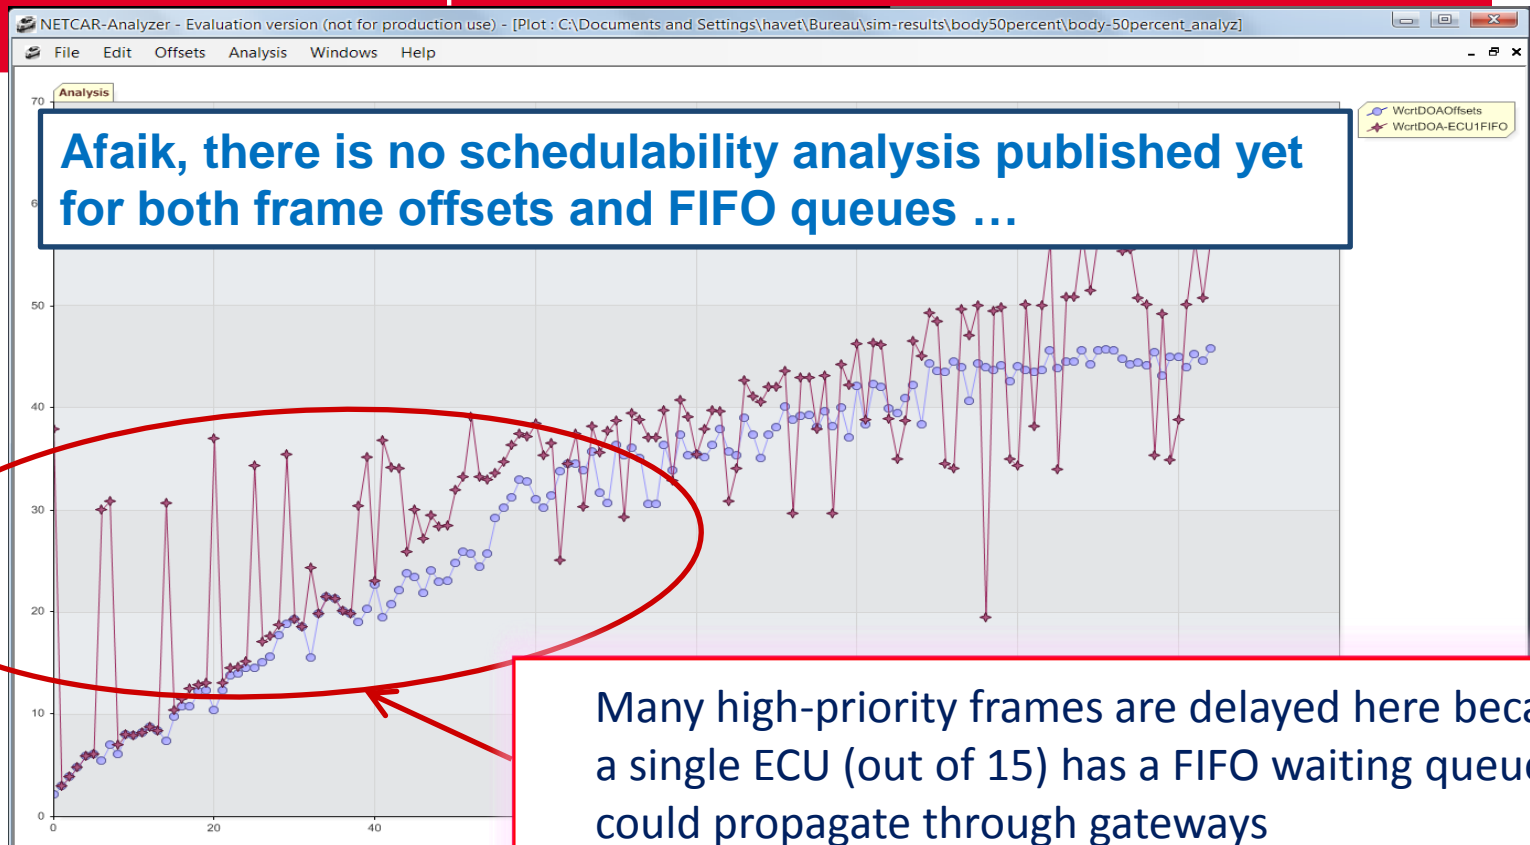 NETCAR-Analyzer - Evaluation version (not for production use) - [Plot : C:\Documents and Settings\havet\Bureau\sim-results\body50percent\body-50percent_analyz]
File Edit Offsets Analysis Windows Help
Analysis
WcrtDOAOffsets
WcrtDOA-ECU1FIFO
70
Afaik, there is no schedulability analysis published yet
for both frame offsets and FIFO queues …
6
50
40
30
20
10
0
0 20 40
Many high-priority frames are delayed here beca
a single ECU (out of 15) has a FIFO waiting queue
could propagate through gateways